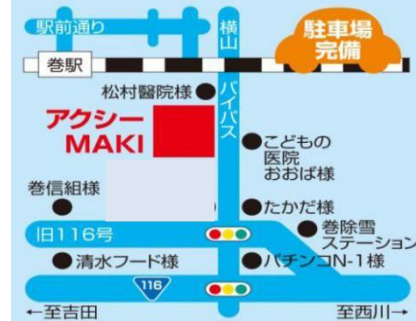 駅前通り
横山
バイパス
駐車場
完備
巻駅
松村醫院様
アクシー
MAKI
こどもの
医院
おおば様
巻信組様
たかだ様
旧116号
巻除雪
ステーション
清水フード様
パチンコN-1様
116
←至吉田
至西川→